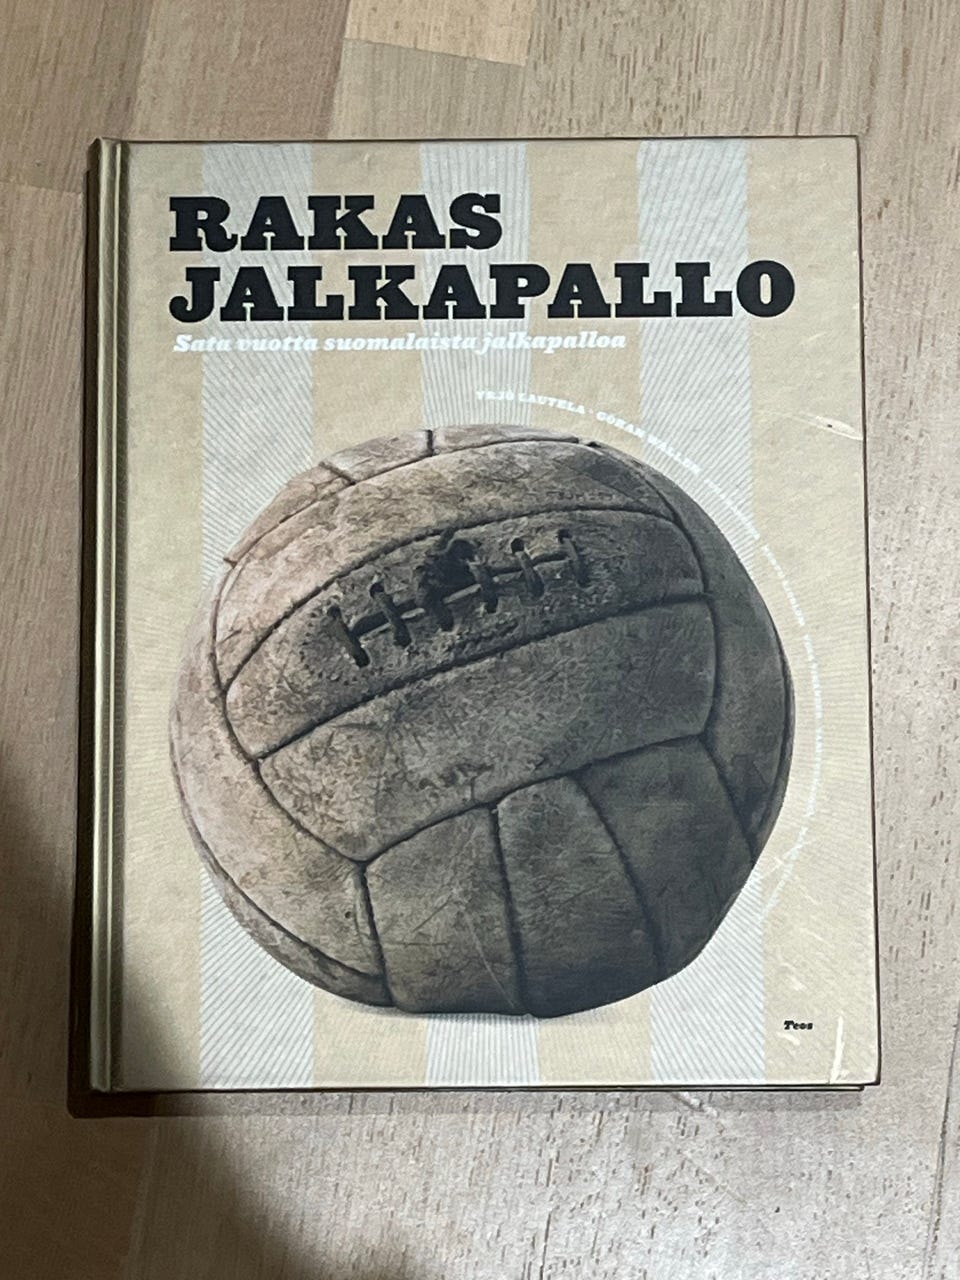 RAKAS
JALKAPALLO
Sata vuotta suomalaista jalkapalloa
YRJÖ LAUTELA · GÖRAN WALLÉN
Teos